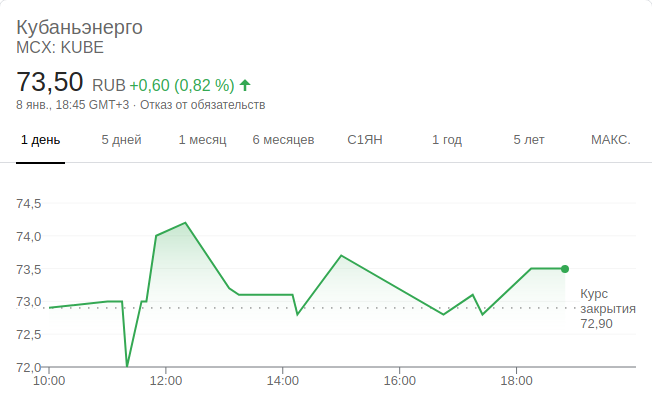 Кубаньэнерго
MCX: KUBE
73,50 RUB +0,60 (0,82 %)
8 янв., 18:45 GMT+3 · Отказ от обязательств
1 день 5 дней 1 месяц 6 месяцев С1ЯН 1 год 5 лет МАКС.
74,5
74,0
73,5
73,0
72,5
72,0
Курс
закрытия
72,90
10:00 12:00 14:00 16:00 18:00